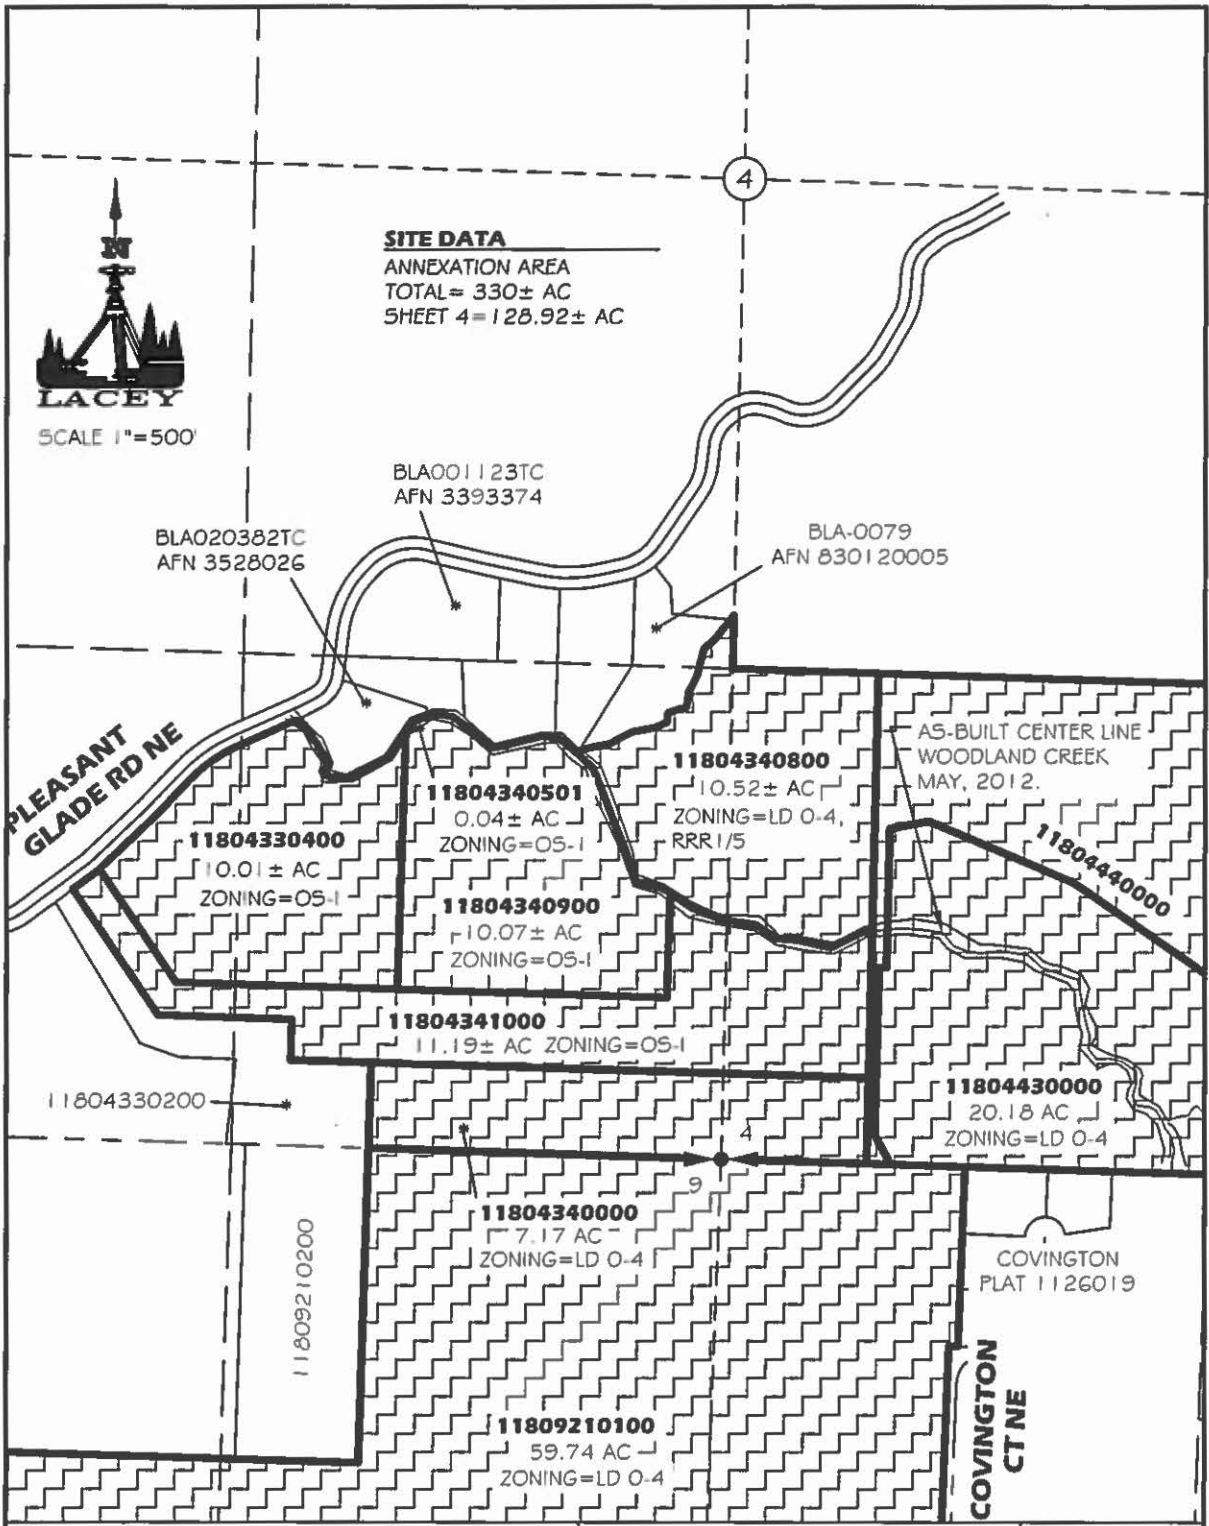 4
N
LACEY
SCALE 1"=500'
SITE DATA
ANNEXATION AREA
TOTAL= 330± AC
SHEET 4=128.92± AC
BLA001123TC
AFN 3393374
BLA020382TC
AFN 3528026
BLA-0079
AFN 830120005
PLEASANT
GLADE RD NE
AS-BUILT CENTER LINE
WOODLAND CREEK
MAY, 2012.
11804340800
10.52± AC
ZONING=LD 0-4,
RRR1/5
11804340501
0.04± AC
ZONING=OS-I
11804330400
10.01± AC
ZONING=OS-I
11804440000
11804340900
10.07± AC
ZONING=OS-I
11804341000
11.19± AC ZONING=OS-I
11804330200
11804430000
20.18 AC
ZONING=LD 0-4
4
9
11804340000
7.17 AC
ZONING=LD 0-4
11809210200
COVINGTON
PLAT 1126019
COVINGTON
CT NE
11809210100
59.74 AC
ZONING=LD 0-4